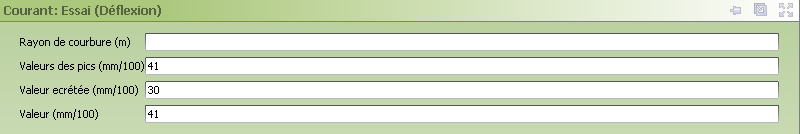 Courant: Essai (Déflexion)
Rayon de courbure (m)
Valeurs des pics (mm/100) 41
Valeur ecrétée (mm/100) 30
Valeur (mm/100) 41